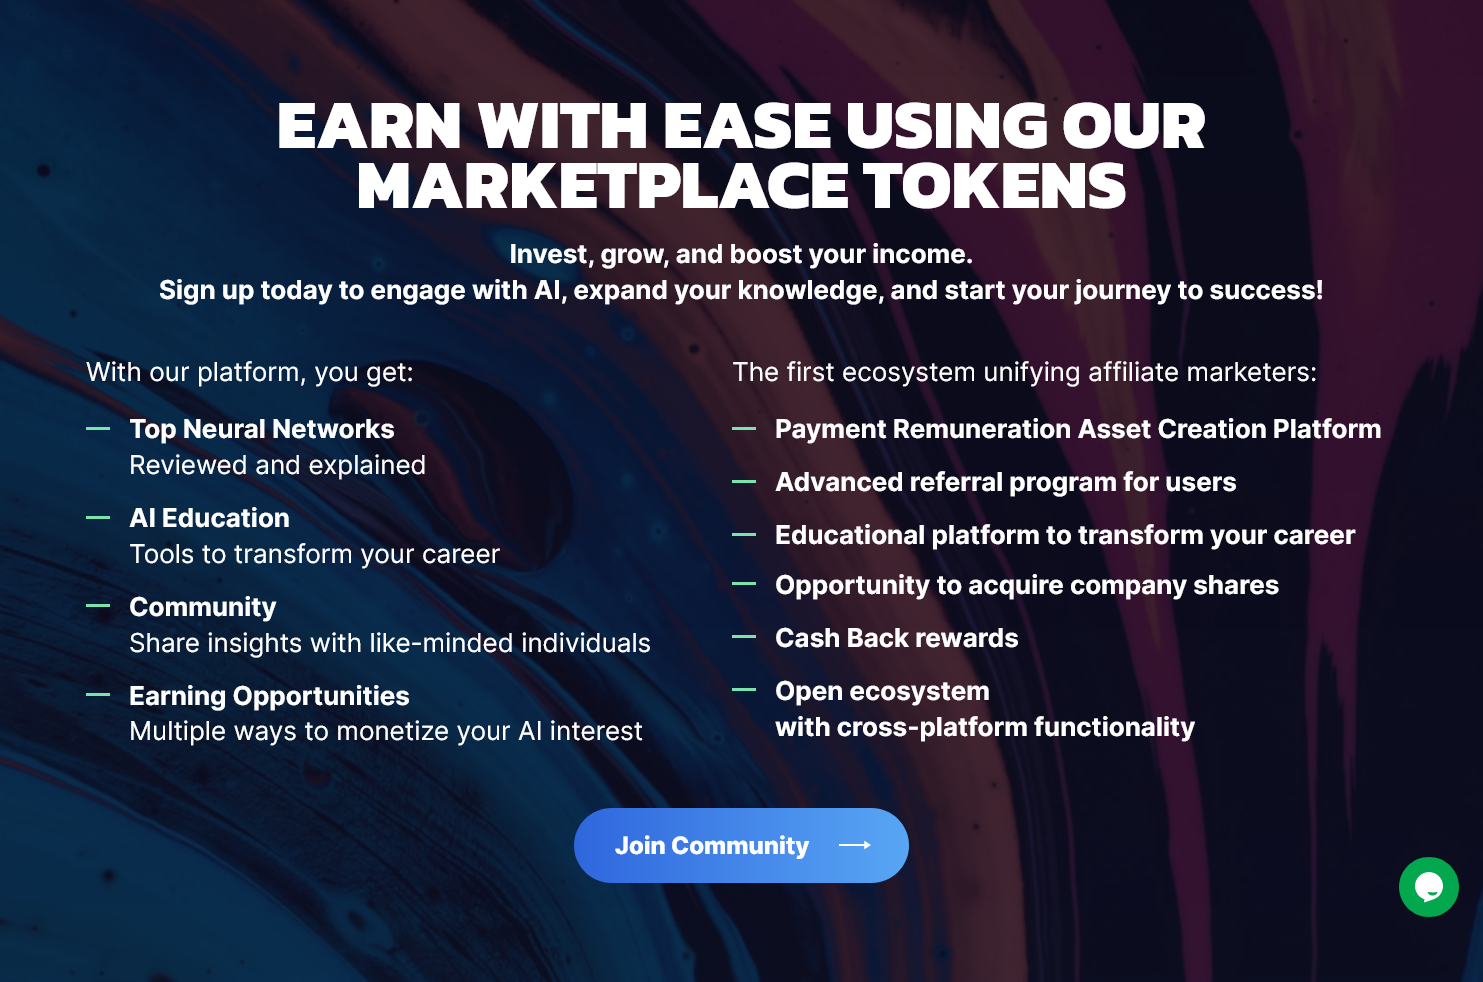 EARN WITH EASE USING OUR
MARKETPLACE TOKENS
Invest, grow, and boost your income.
Sign up today to engage with AI, expand your knowledge, and start your journey to success!
With our platform, you get:
Top Neural Networks
Reviewed and explained
AI Education
Tools to transform your career
Community
Share insights with like-minded individuals
Earning Opportunities
Multiple ways to monetize your AI interest
The first ecosystem unifying affiliate marketers:
Payment Remuneration Asset Creation Platform
Advanced referral program for users
Educational platform to transform your career
Opportunity to acquire company shares
Cash Back rewards
Open ecosystem
with cross-platform functionality
Join Community